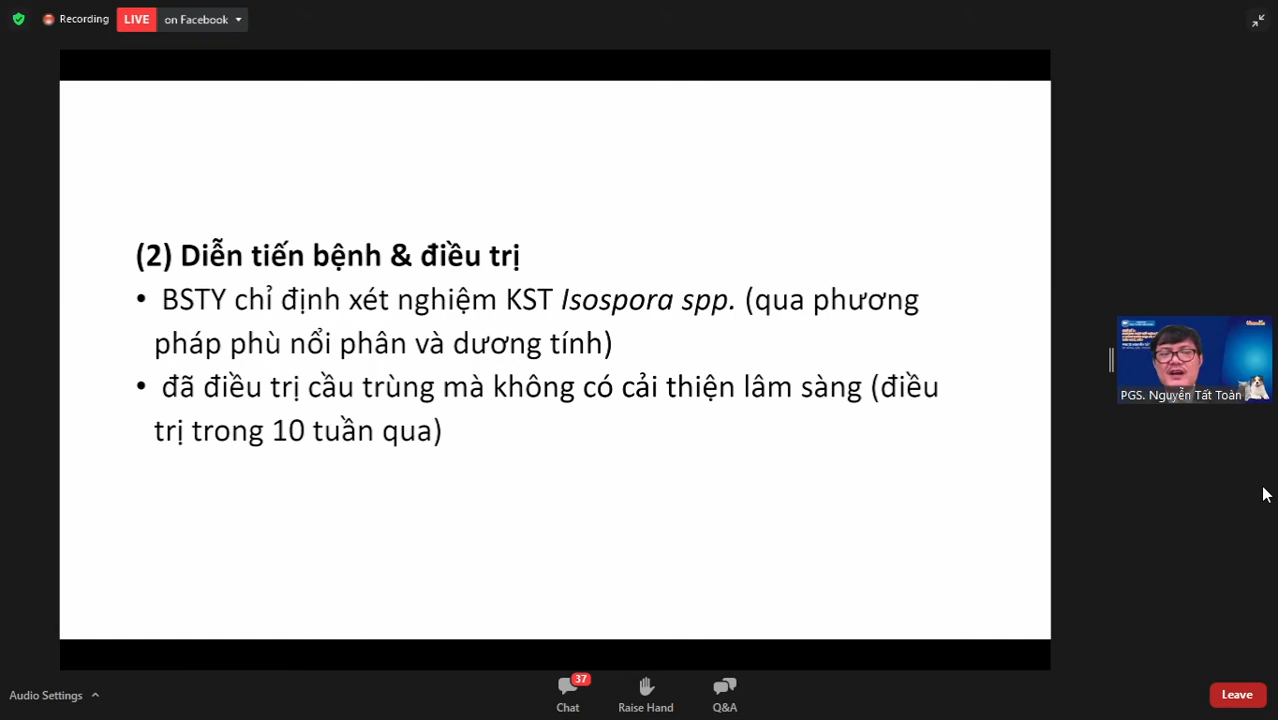 Recording
LIVE on Facebook
(2) Diễn tiến bệnh & điều trị
• BSTY chỉ định xét nghiệm KST Isospora spp. (qua phương
pháp phù nổi phân và dương tính)
• đã điều trị cầu trùng mà không có cải thiện lâm sàng (điều
trị trong 10 tuần qua)
PGS. Nguyễn Tất Toàn
Audio Settings
37
Chat
Raise Hand
Q&A
Leave